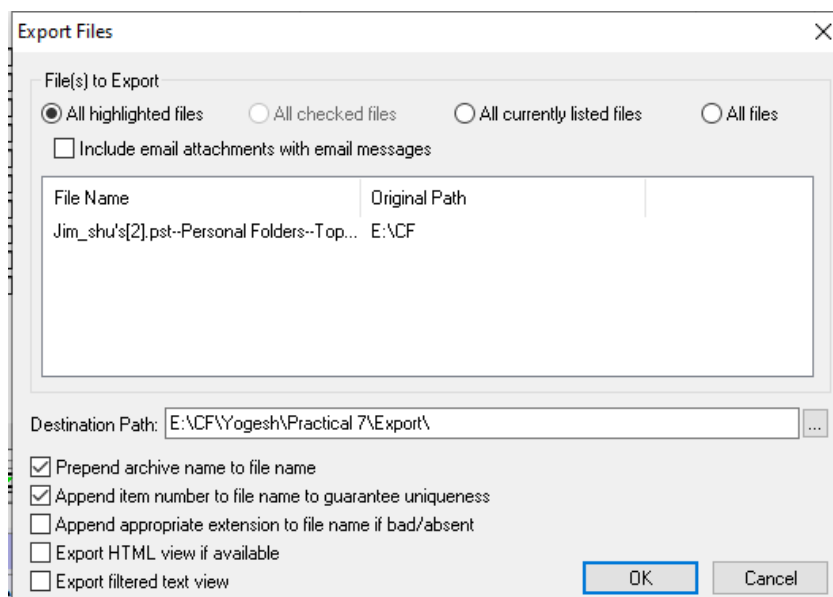 Export Files
File(s) to Export
All highlighted files All checked files All currently listed files All files
Include email attachments with email messages
File Name Original Path
Jim_shu's[2].pst--Personal Folders--Top... E:\CF
Destination Path: E:\CF\Yogesh\Practical 7\Export\ ...
Prepend archive name to file name
Append item number to file name to guarantee uniqueness
Append appropriate extension to file name if bad/absent
Export HTML view if available
Export filtered text view
OK Cancel